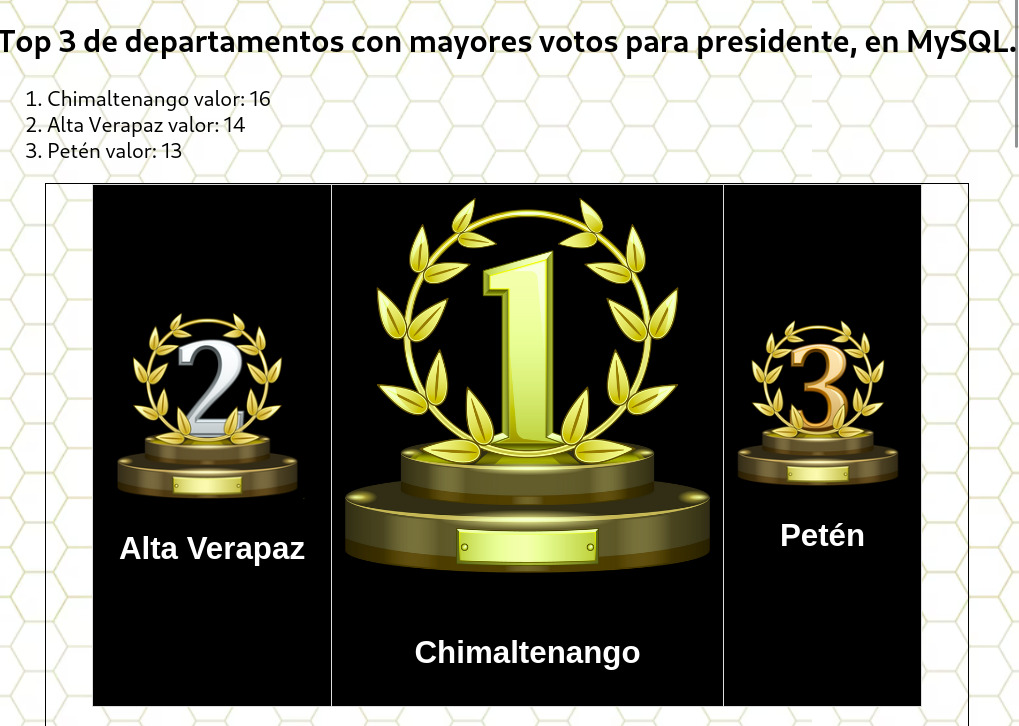 Top 3 de departamentos con mayores votos para presidente, en MySQL.
1. Chimaltenango valor: 16
2. Alta Verapaz valor: 14
3. Petén valor: 13
2
1
3
Alta Verapaz
Chimaltenango
Petén